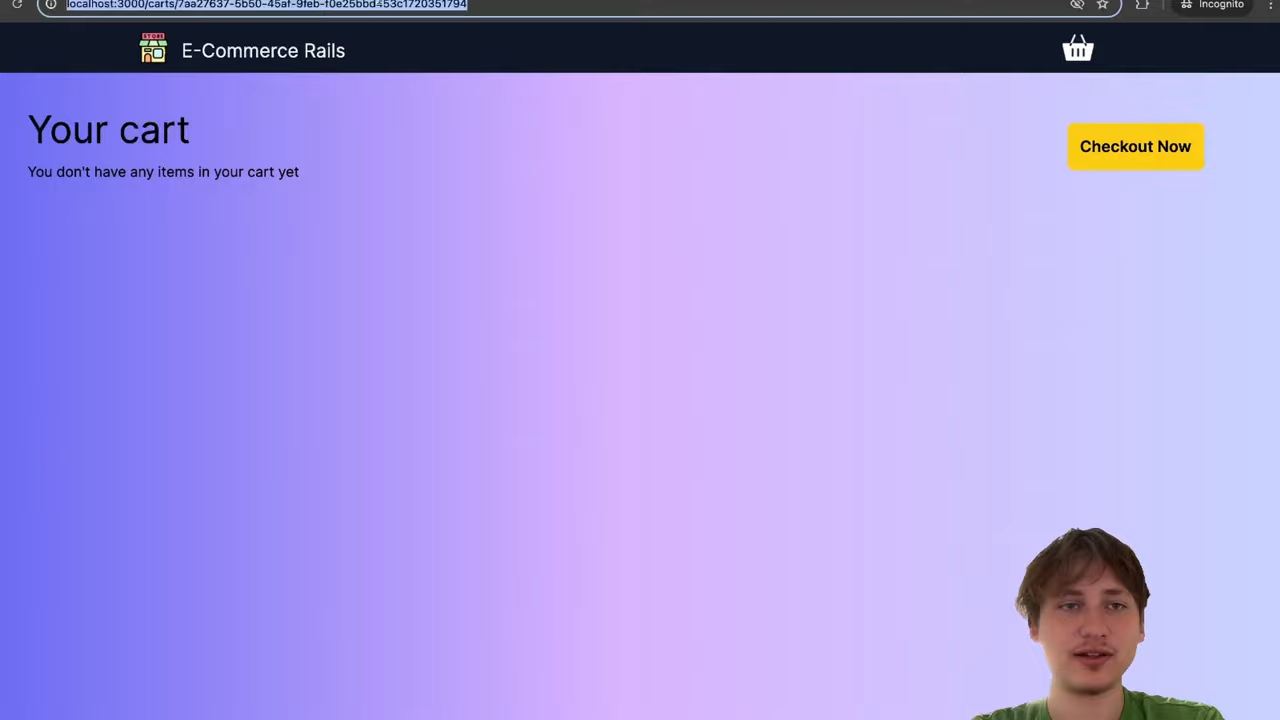 localhost:3000/carts/7aa27637-5b50-45af-9feb-f0e25bbd453c1720351794
Incognito
STORE
E-Commerce Rails
Your cart
Checkout Now
You don't have any items in your cart yet